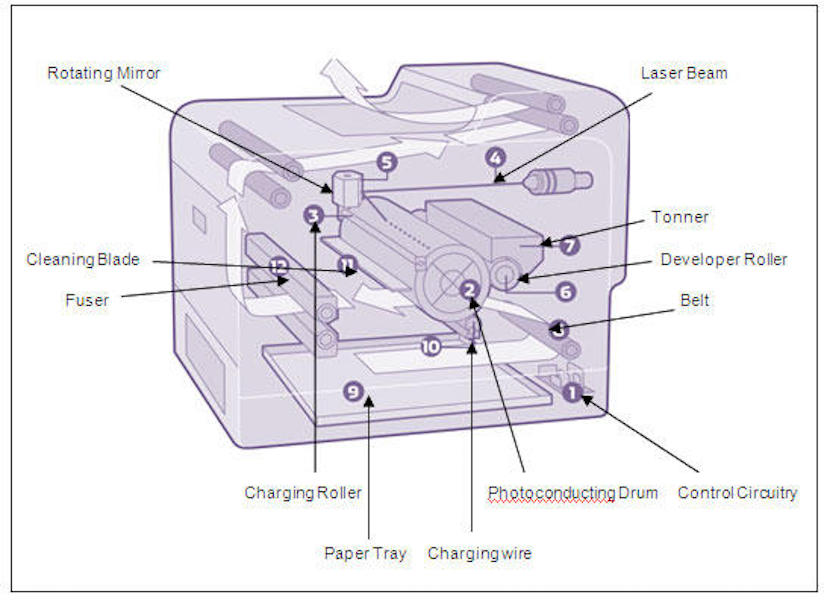 Rotating Mirror
Laser Beam
5
4
3
Tonner
7
Cleaning Blade
11
12
Developer Roller
Fuser
2
6
Belt
8
10
9
1
Charging Roller
Photoconducting Drum
Control Circuitry
Paper Tray
Charging wire